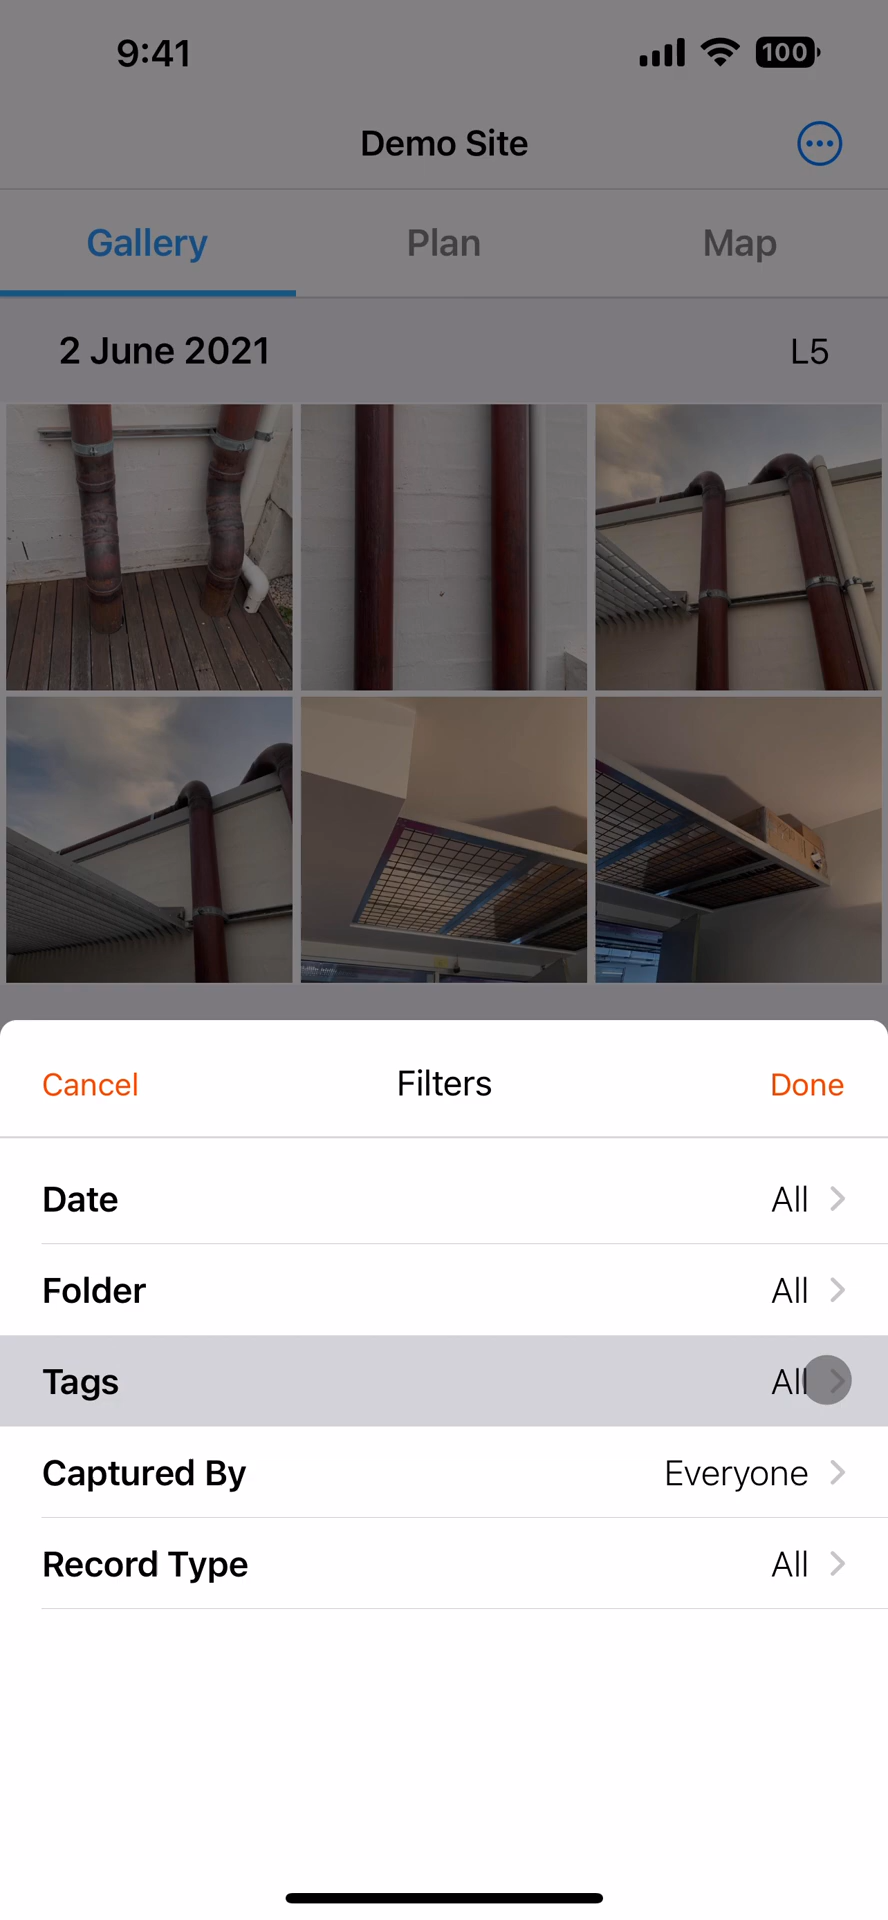 9:41
100
Demo Site
Gallery Plan Map
2 June 2021 L5
Cancel Filters Done
Date All
Folder All
Tags All
Captured By Everyone
Record Type All